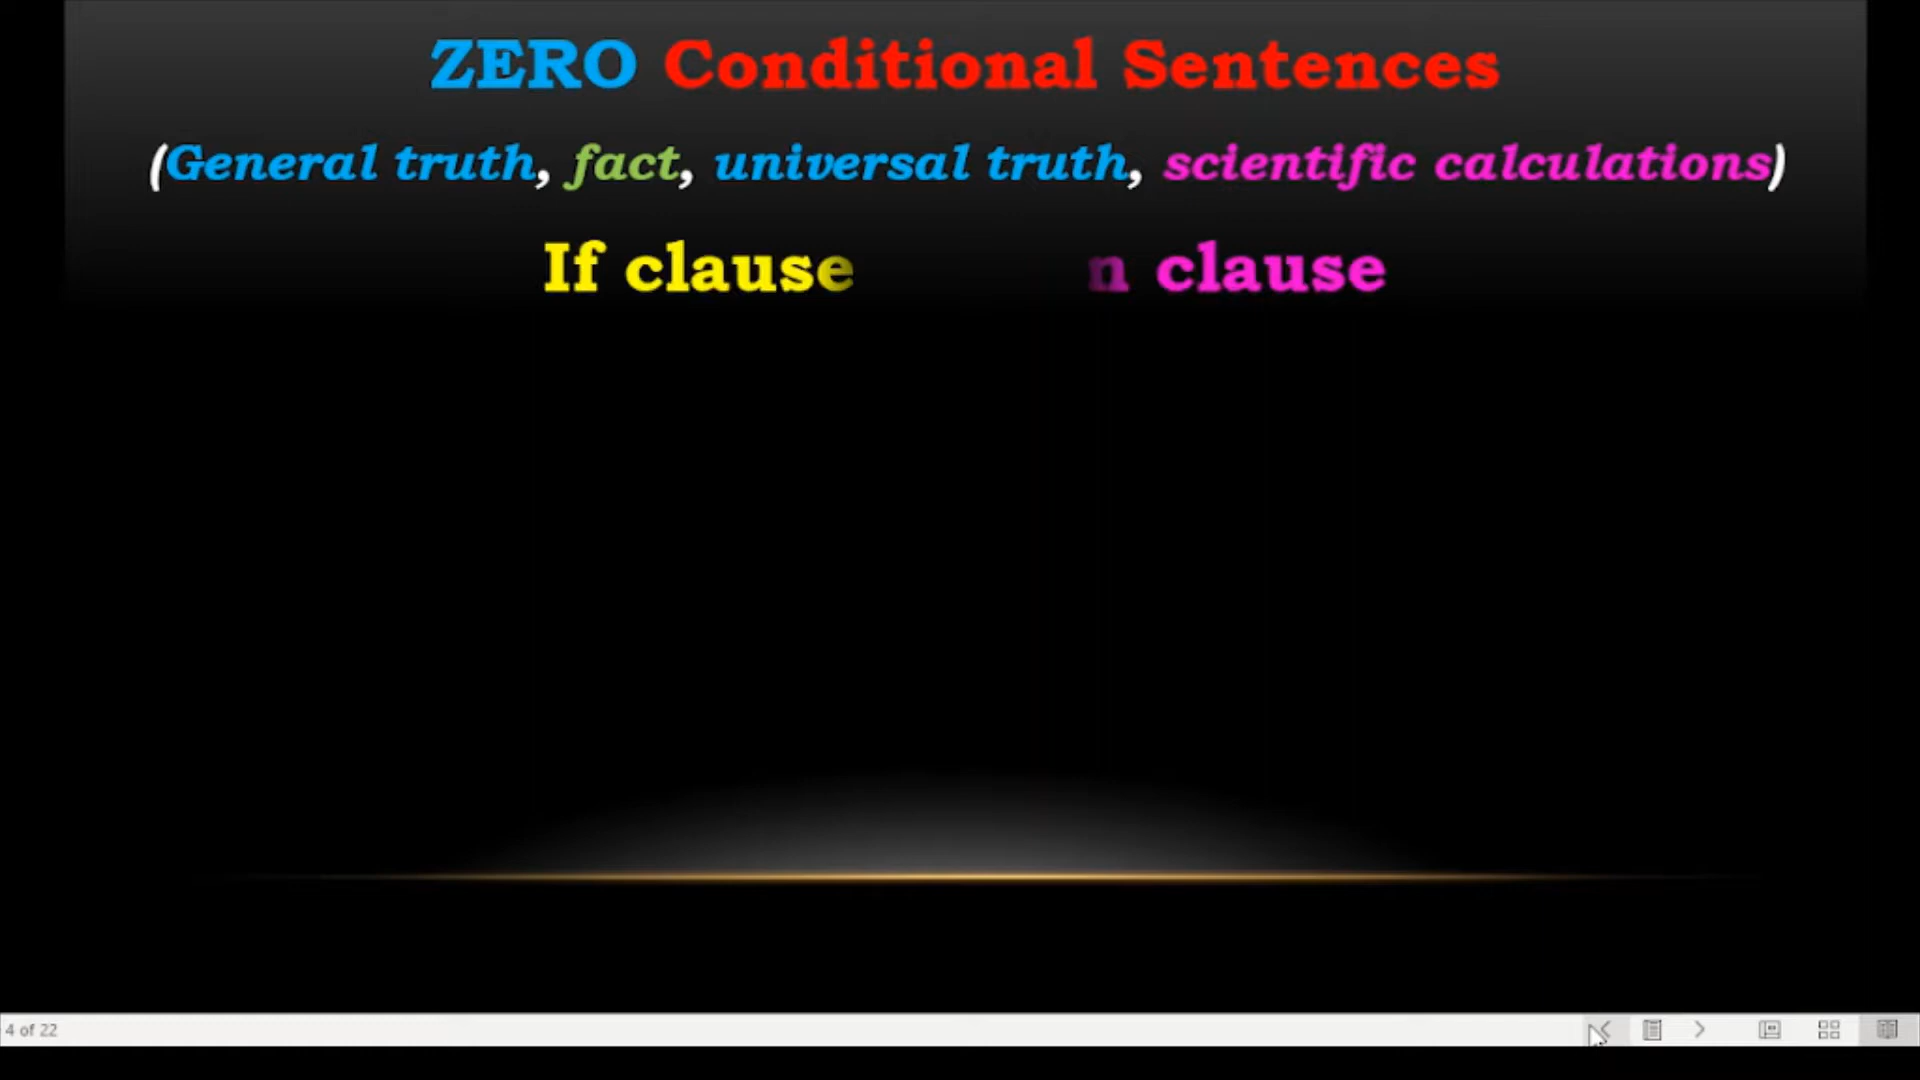 ZERO Conditional Sentences
(General truth, fact, universal truth, scientific calculations)
If clause n clause
4 of 22